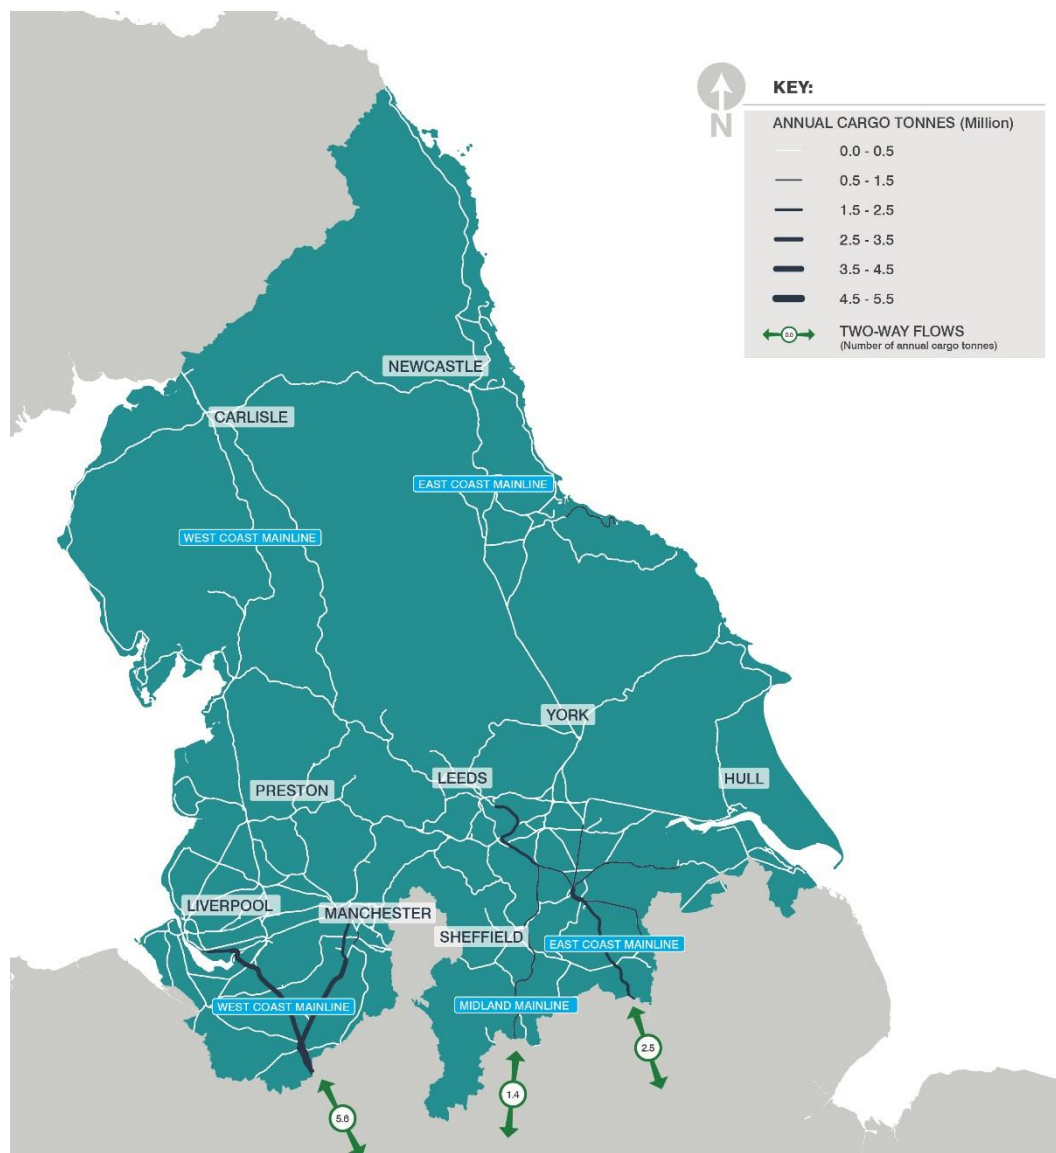 KEY:
N
ANNUAL CARGO TONNES (Million)
0.0 - 0.5
0.5 - 1.5
1.5 - 2.5
2.5 - 3.5
3.5 - 4.5
4.5 - 5.5
0.0
TWO-WAY FLOWS
(Number of annual cargo tonnes)
NEWCASTLE
CARLISLE
EAST COAST MAINLINE
WEST COAST MAINLINE
YORK
LEEDS
HULL
PRESTON
LIVERPOOL
MANCHESTER
SHEFFIELD
EAST COAST MAINLINE
WEST COAST MAINLINE
MIDLAND MAINLINE
2.5
1.4
5.6